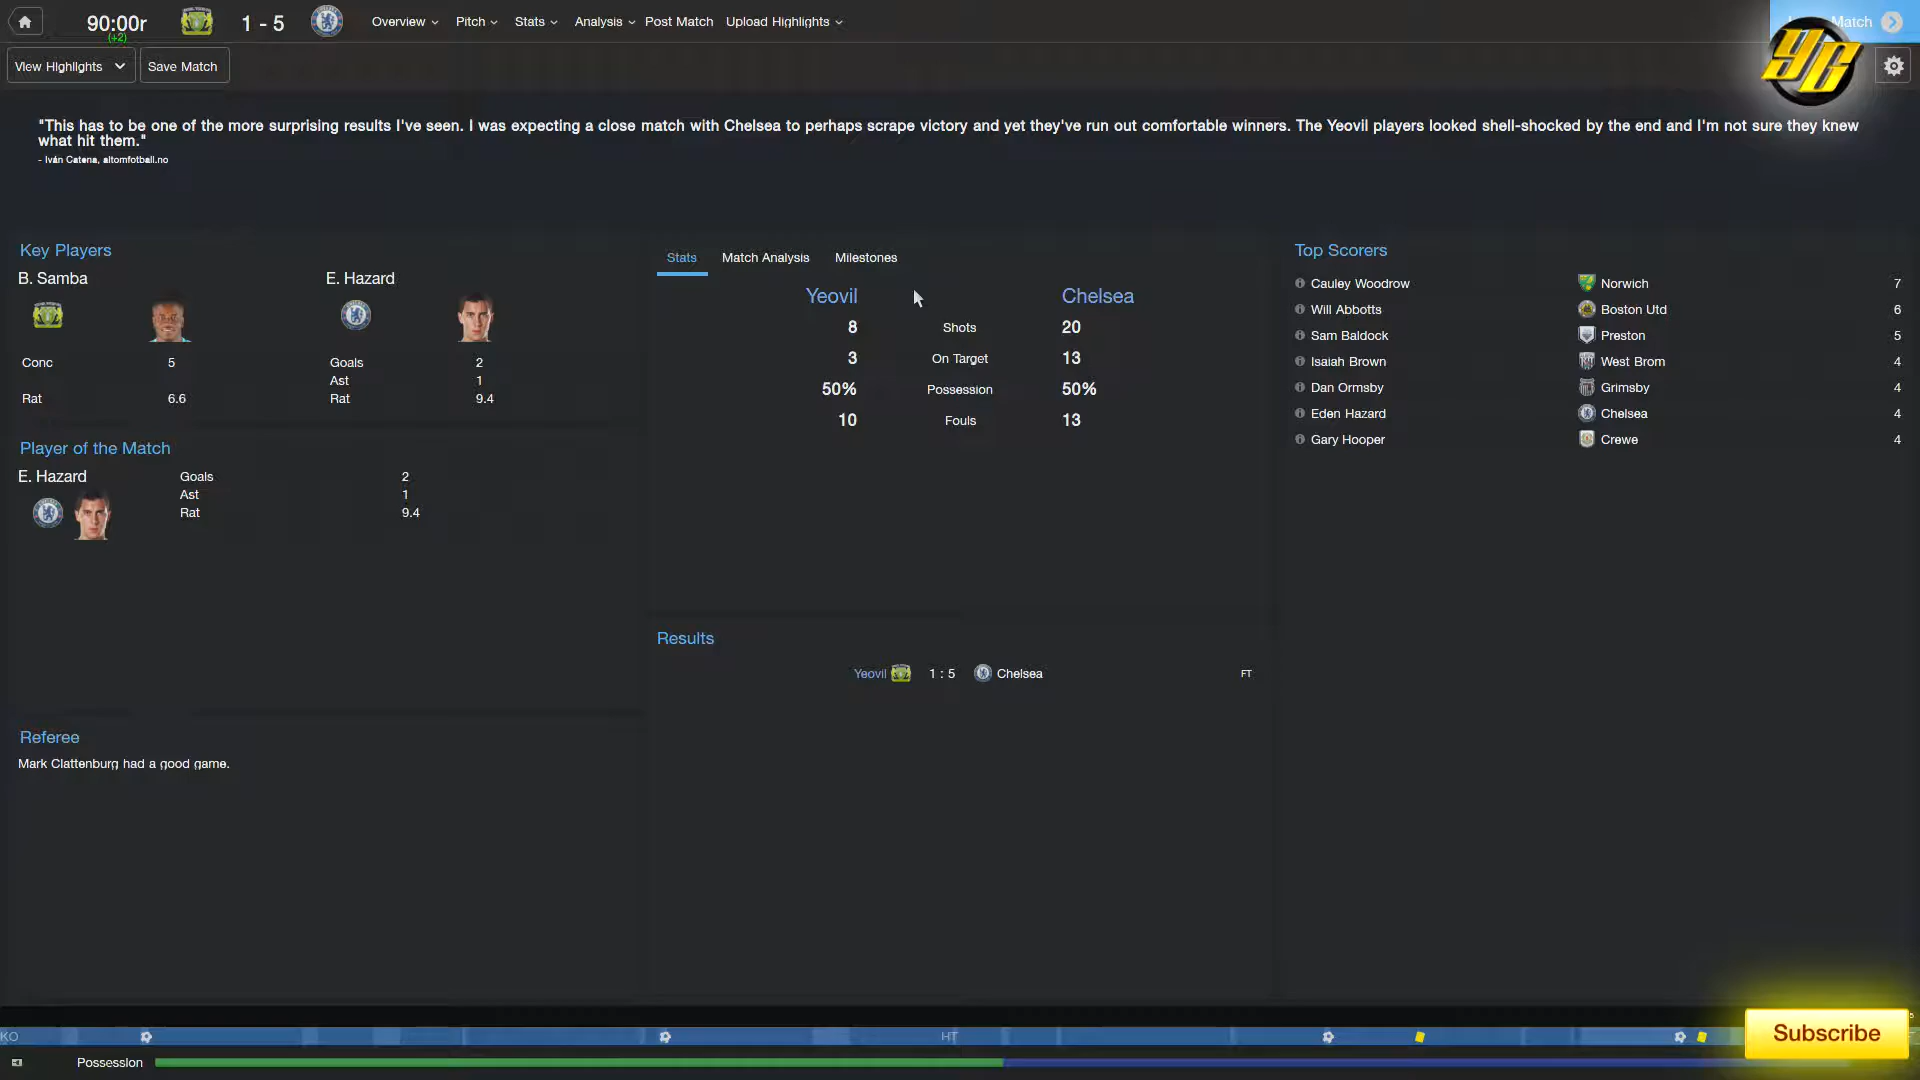 90:00r
(+2)
1 - 5
Overview
Pitch
Stats
Analysis
Post Match
Upload Highlights
Match
YG
View Highlights
Save Match
"This has to be one of the more surprising results I've seen. I was expecting a close match with Chelsea to perhaps scrape victory and yet they've run out comfortable winners. The Yeovil players looked shell-shocked by the end and I'm not sure they knew
what hit them."
- Iván Catena, altomfotball.no
Key Players
B. Samba
E. Hazard
Conc 5
Rat 6.6
Goals 2
Ast 1
Rat 9.4
Player of the Match
E. Hazard
Goals 2
Ast 1
Rat 9.4
Referee
Mark Clattenburg had a good game.
Stats Match Analysis Milestones
Yeovil Chelsea
8 Shots 20
3 On Target 13
50% Possession 50%
10 Fouls 13
Results
Yeovil 1 : 5 Chelsea FT
Top Scorers
Cauley Woodrow Norwich 7
Will Abbotts Boston Utd 6
Sam Baldock Preston 5
Isaiah Brown West Brom 4
Dan Ormsby Grimsby 4
Eden Hazard Chelsea 4
Gary Hooper Crewe 4
KO
HT
Possession
Subscribe